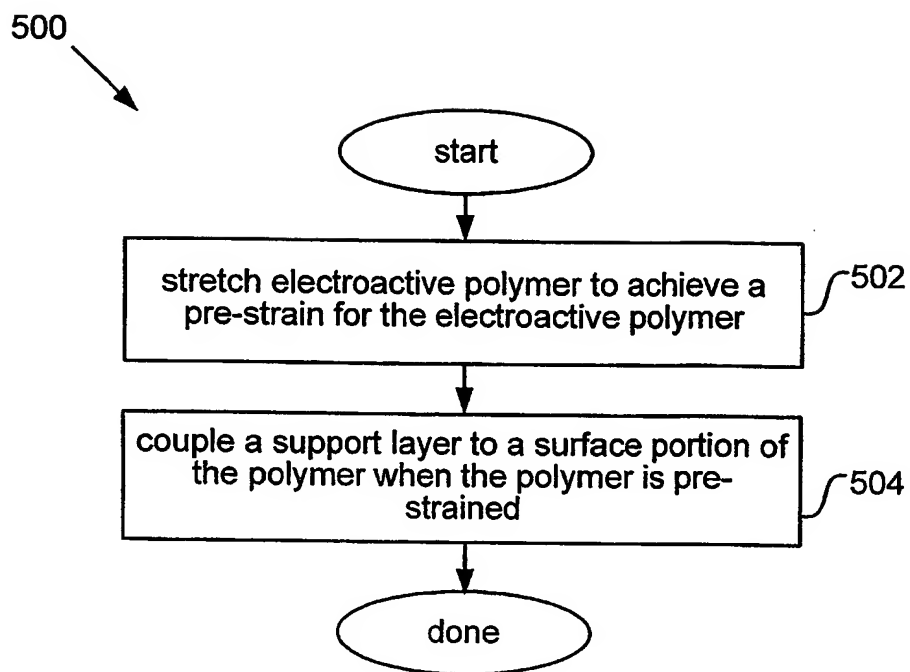 500
start
stretch electroactive polymer to achieve a
pre-strain for the electroactive polymer
502
couple a support layer to a surface portion of
the polymer when the polymer is pre-
strained
504
done